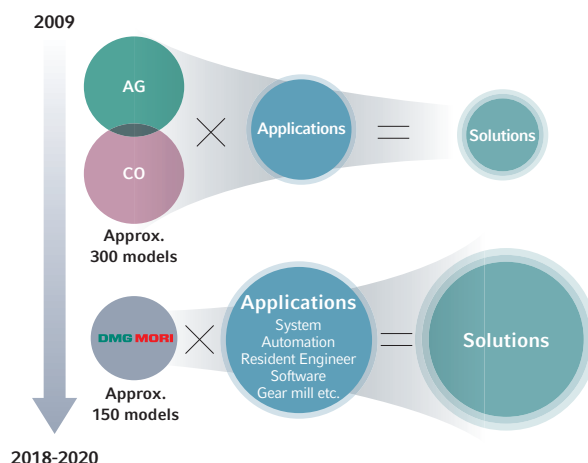 2009
AG
CO
Approx.
300 models
×
Applications
=
Solutions
DMG MORI
Approx.
150 models
×
Applications
System
Automation
Resident Engineer
Software
Gear mill etc.
=
Solutions
2018-2020